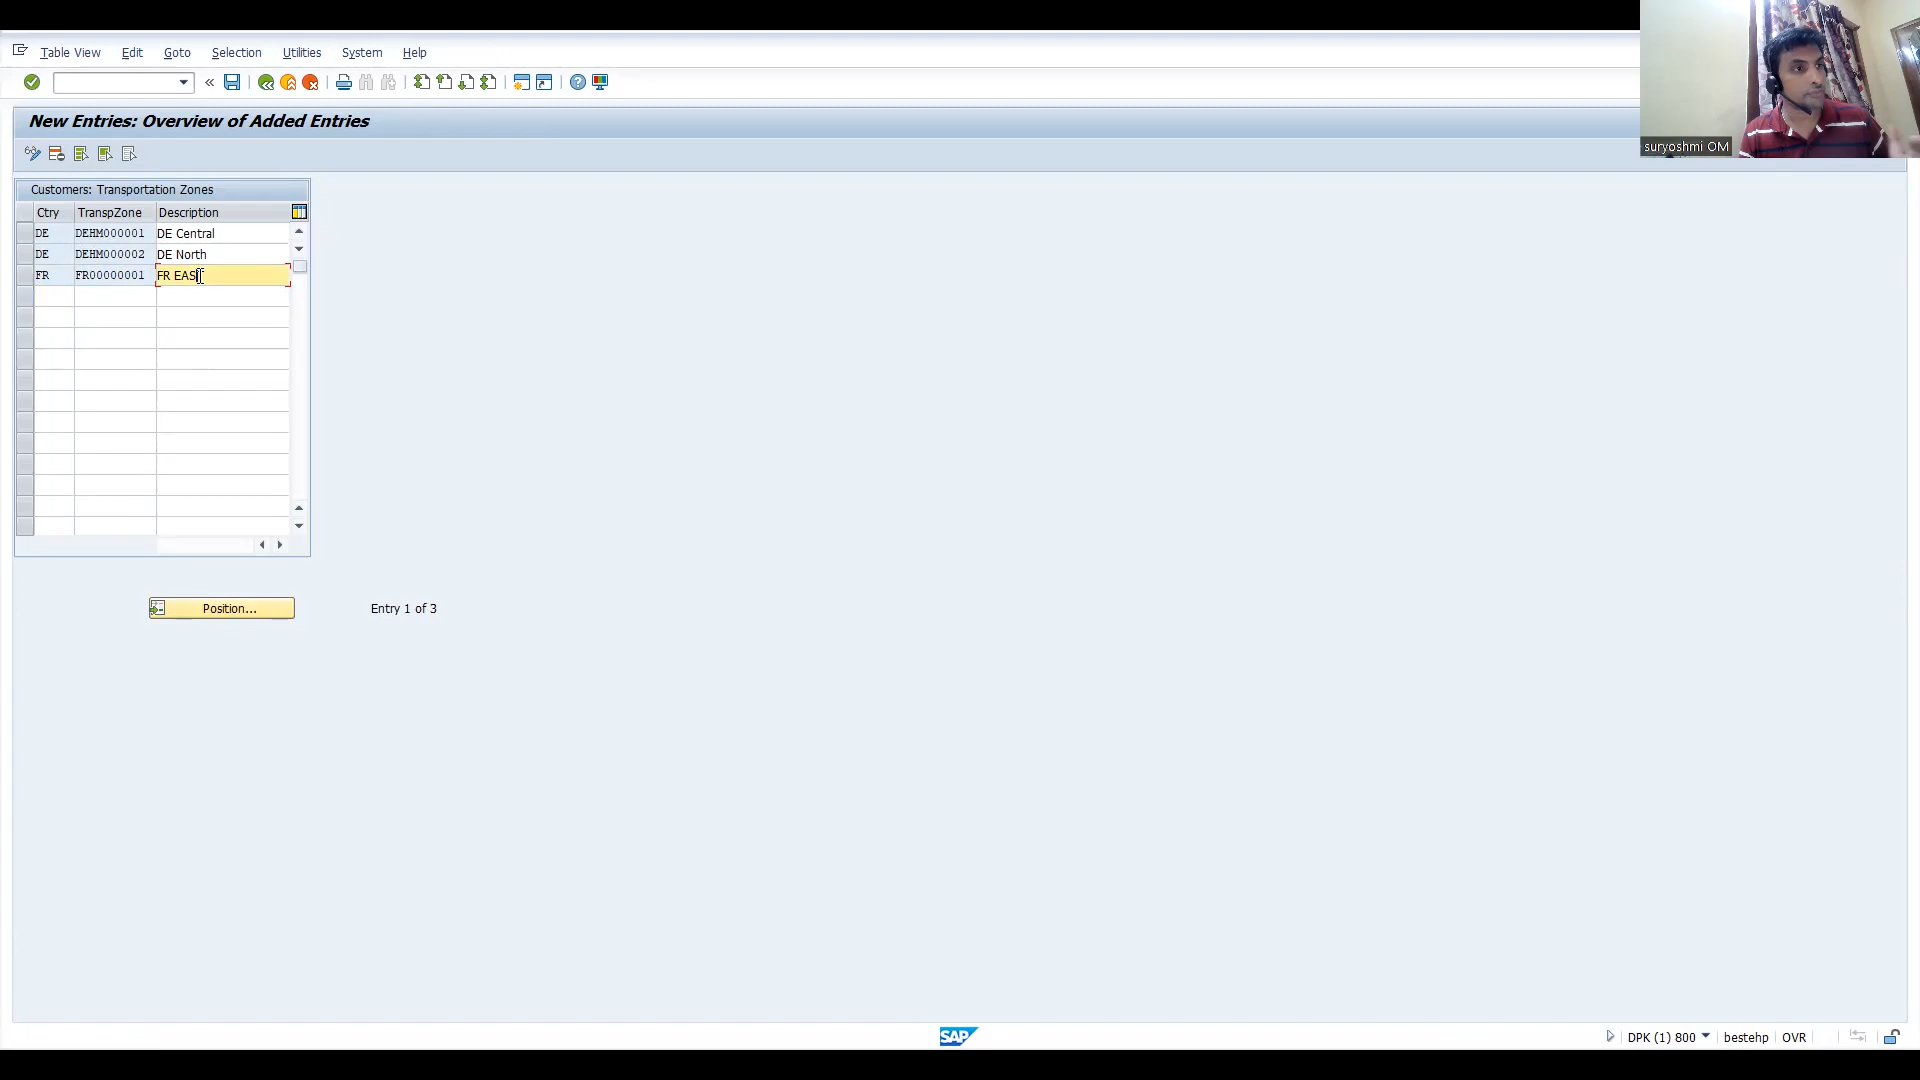 Table View Edit Goto Selection Utilities System Help
suryoshmi OM
New Entries: Overview of Added Entries
Customers: Transportation Zones
Ctry TranspZone Description
DE DEHM000001 DE Central
DE DEHM000002 DE North
FR FR00000001 FR EAS
Position... Entry 1 of 3
SAP DPK (1) 800 bestehp OVR